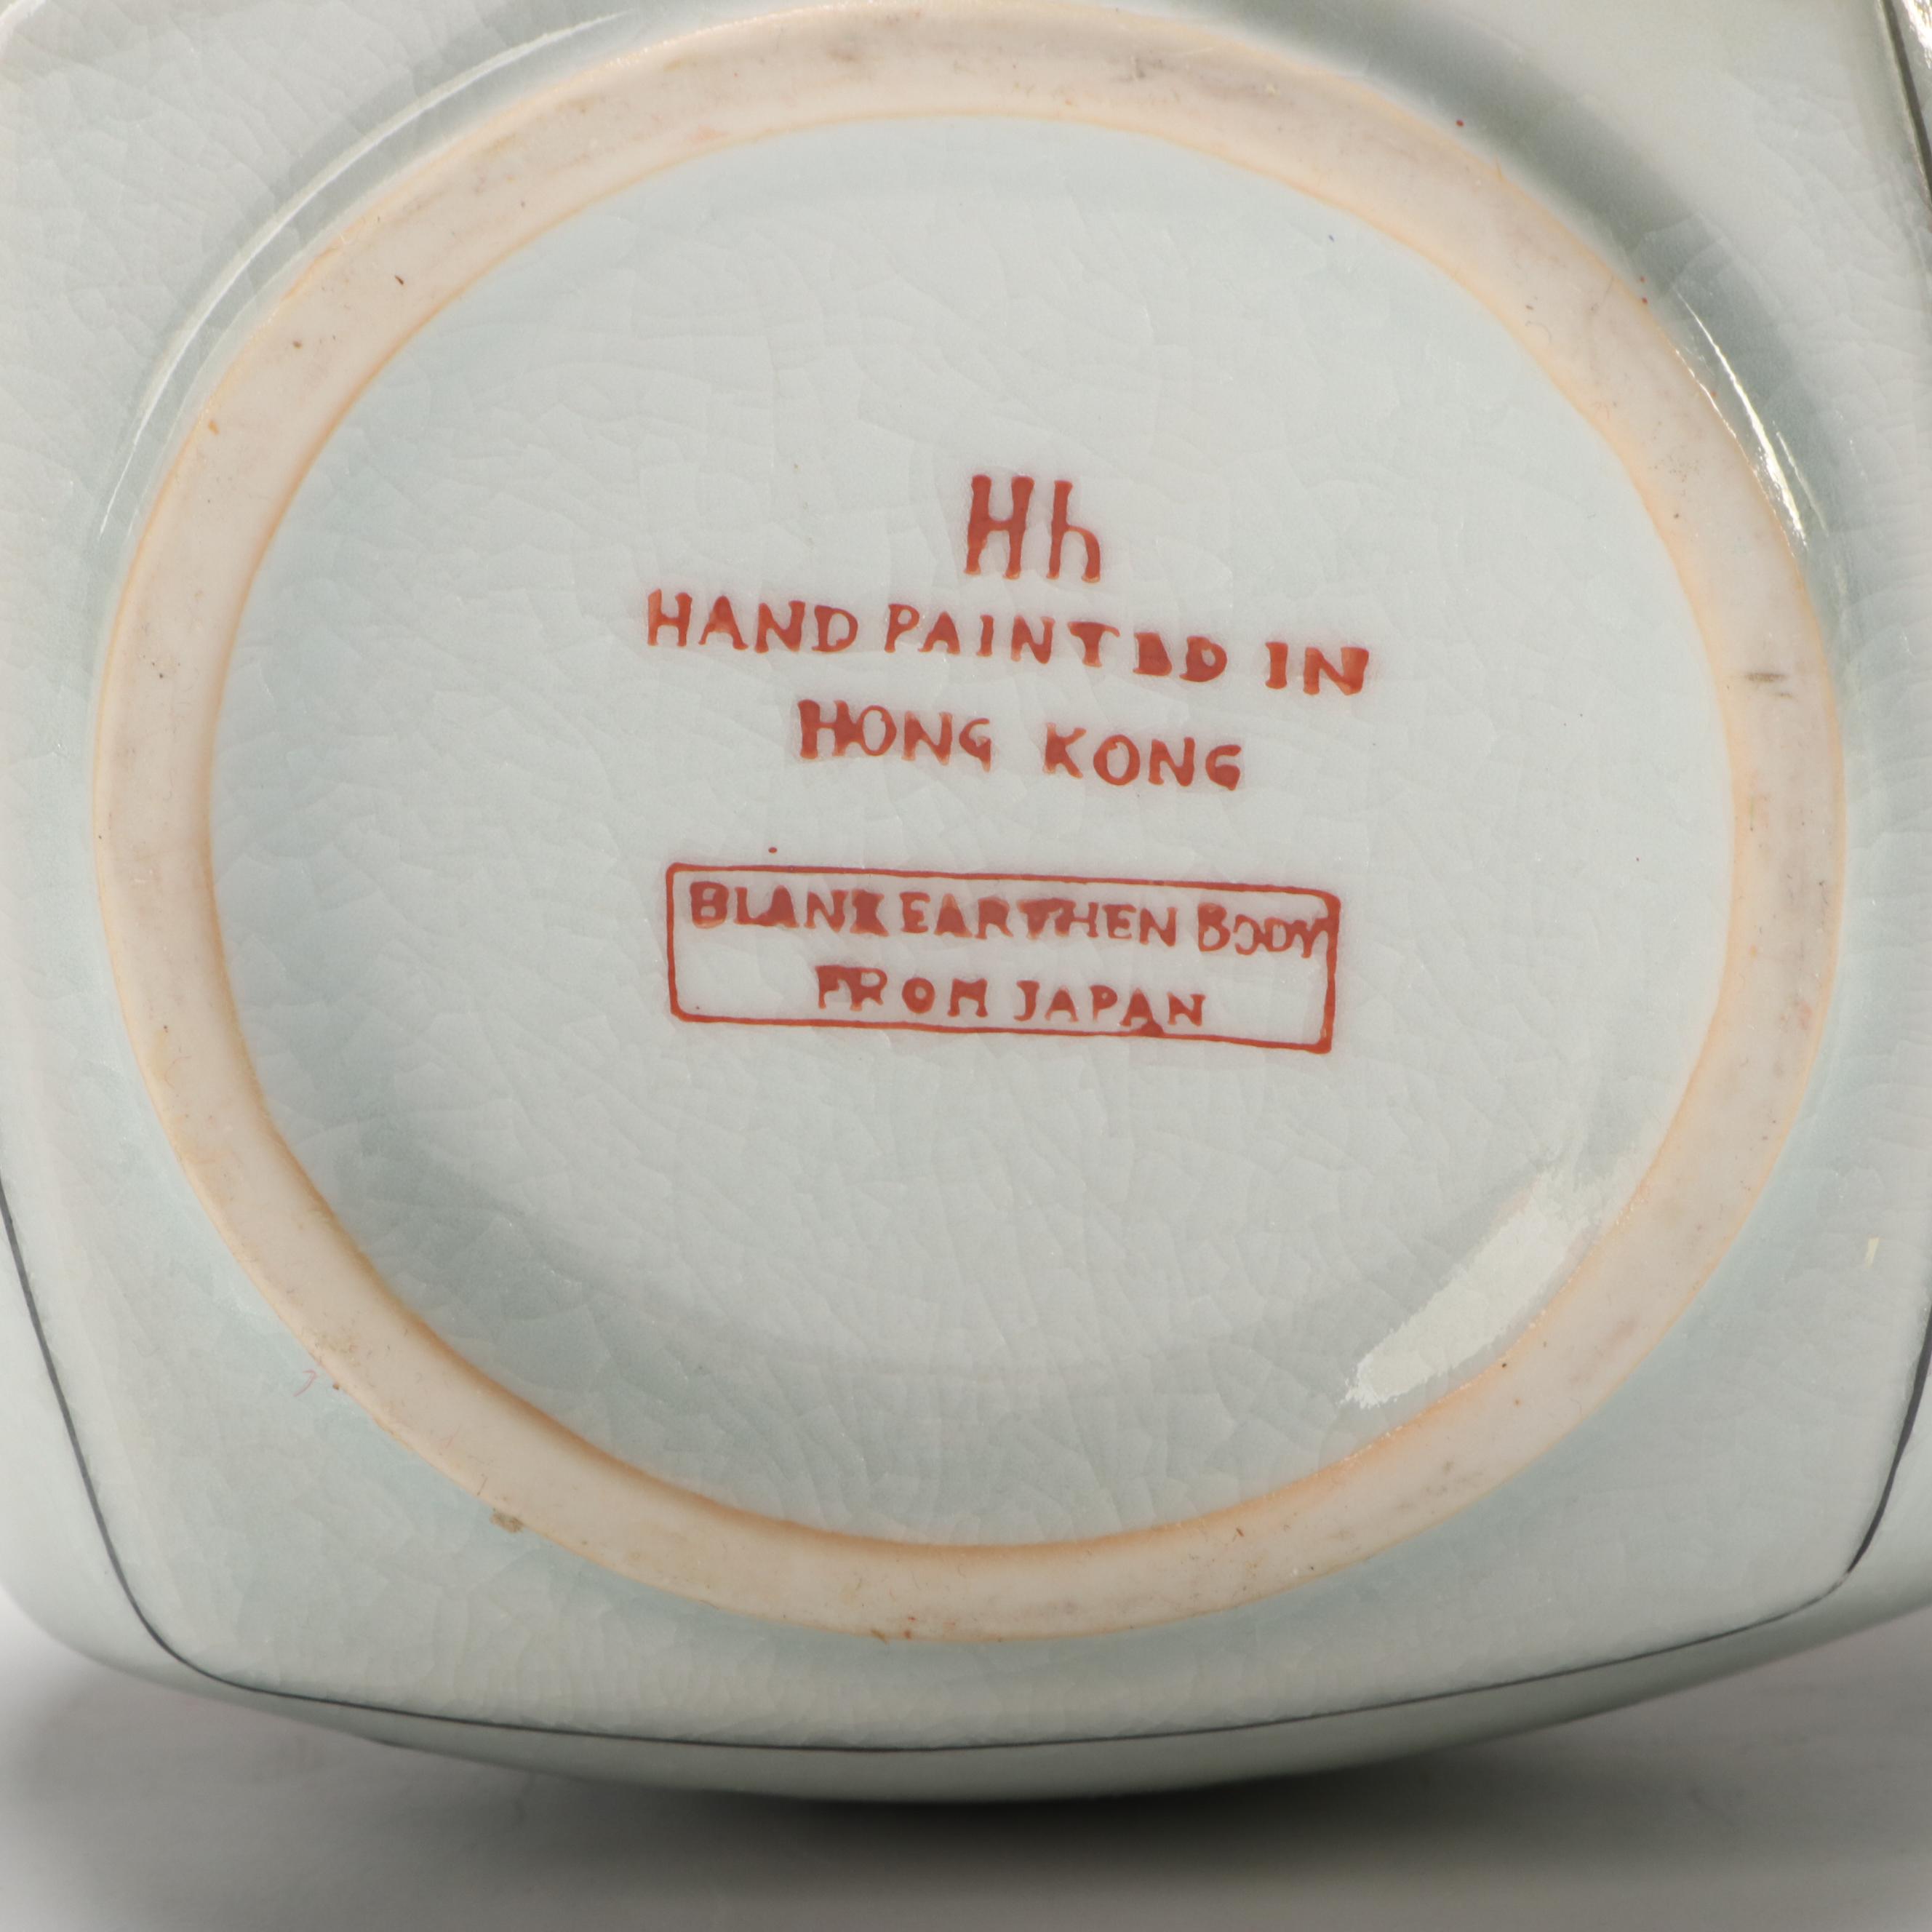 Hh
HAND PAINTED IN
HONG KONG
BLANK EARTHEN BODY
FROM JAPAN